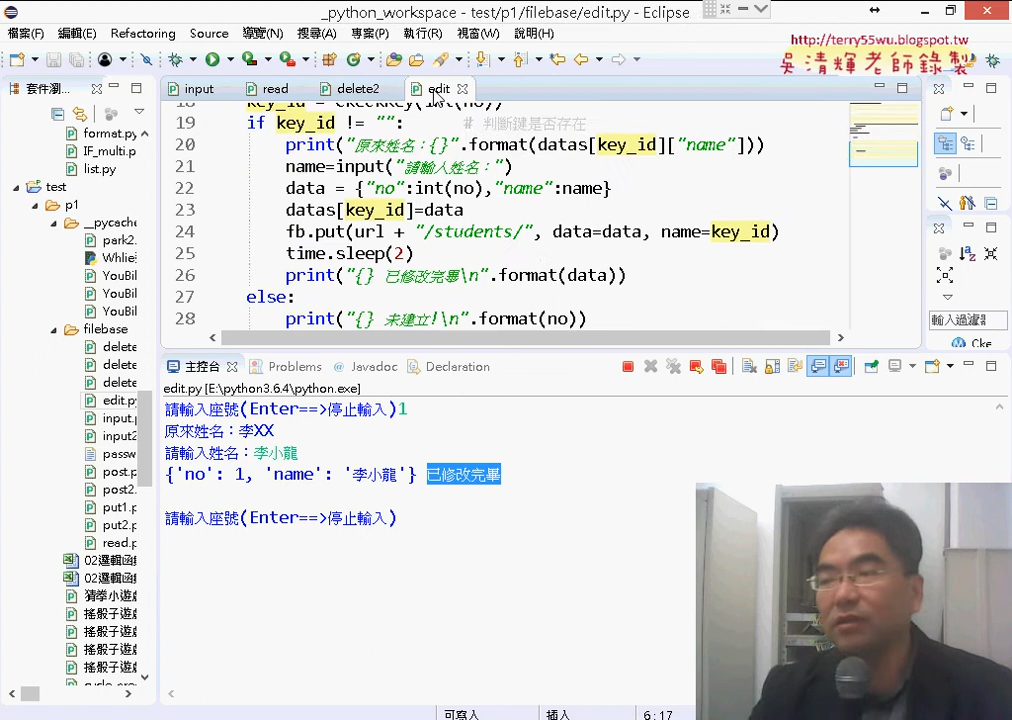 _python_workspace - test/p1/filebase/edit.py - Eclipse
檔案(F) 編輯(E) Refactoring Source 導覽(N) 搜尋(A) 專案(P) 執行(R) 視窗(W) 說明(H)
http://terry55wu.blogspot.tw
吳清輝老師錄製
套件瀏...
input read delete2 edit
format.py
IF_multi.p
list.py
test
p1
__pycache
park2.
Whlie
YouBil
YouBil
YouBil
filebase
delete
delete
delete
edit.py
input.
input2
passw
post.p
post2.
put1.p
put2.p
read.p
02邏輯函
02邏輯函
猜拳小遊戲
搖骰子遊戲
搖骰子遊戲
搖骰子遊戲
搖骰子遊戲
19 if key_id != "": # 判斷鍵是否存在
20 print("原來姓名:{}".format(datas[key_id]["name"]))
21 name=input("請輸入姓名：")
22 data = {"no":int(no),"name":name}
23 datas[key_id]=data
24 fb.put(url + "/students/", data=data, name=key_id)
25 time.sleep(2)
26 print("{} 已修改完畢\n".format(data))
27 else:
28 print("{} 未建立!\n".format(no))
輸入過濾
Cke
主控台 Problems @ Javadoc Declaration
edit.py [E:\python3.6.4\python.exe]
請輸入座號(Enter==>停止輸入)1
原來姓名：李XX
請輸入姓名：李小龍
{'no': 1, 'name': '李小龍'} 已修改完畢
請輸入座號(Enter==>停止輸入)
可寫入 插入 6:17